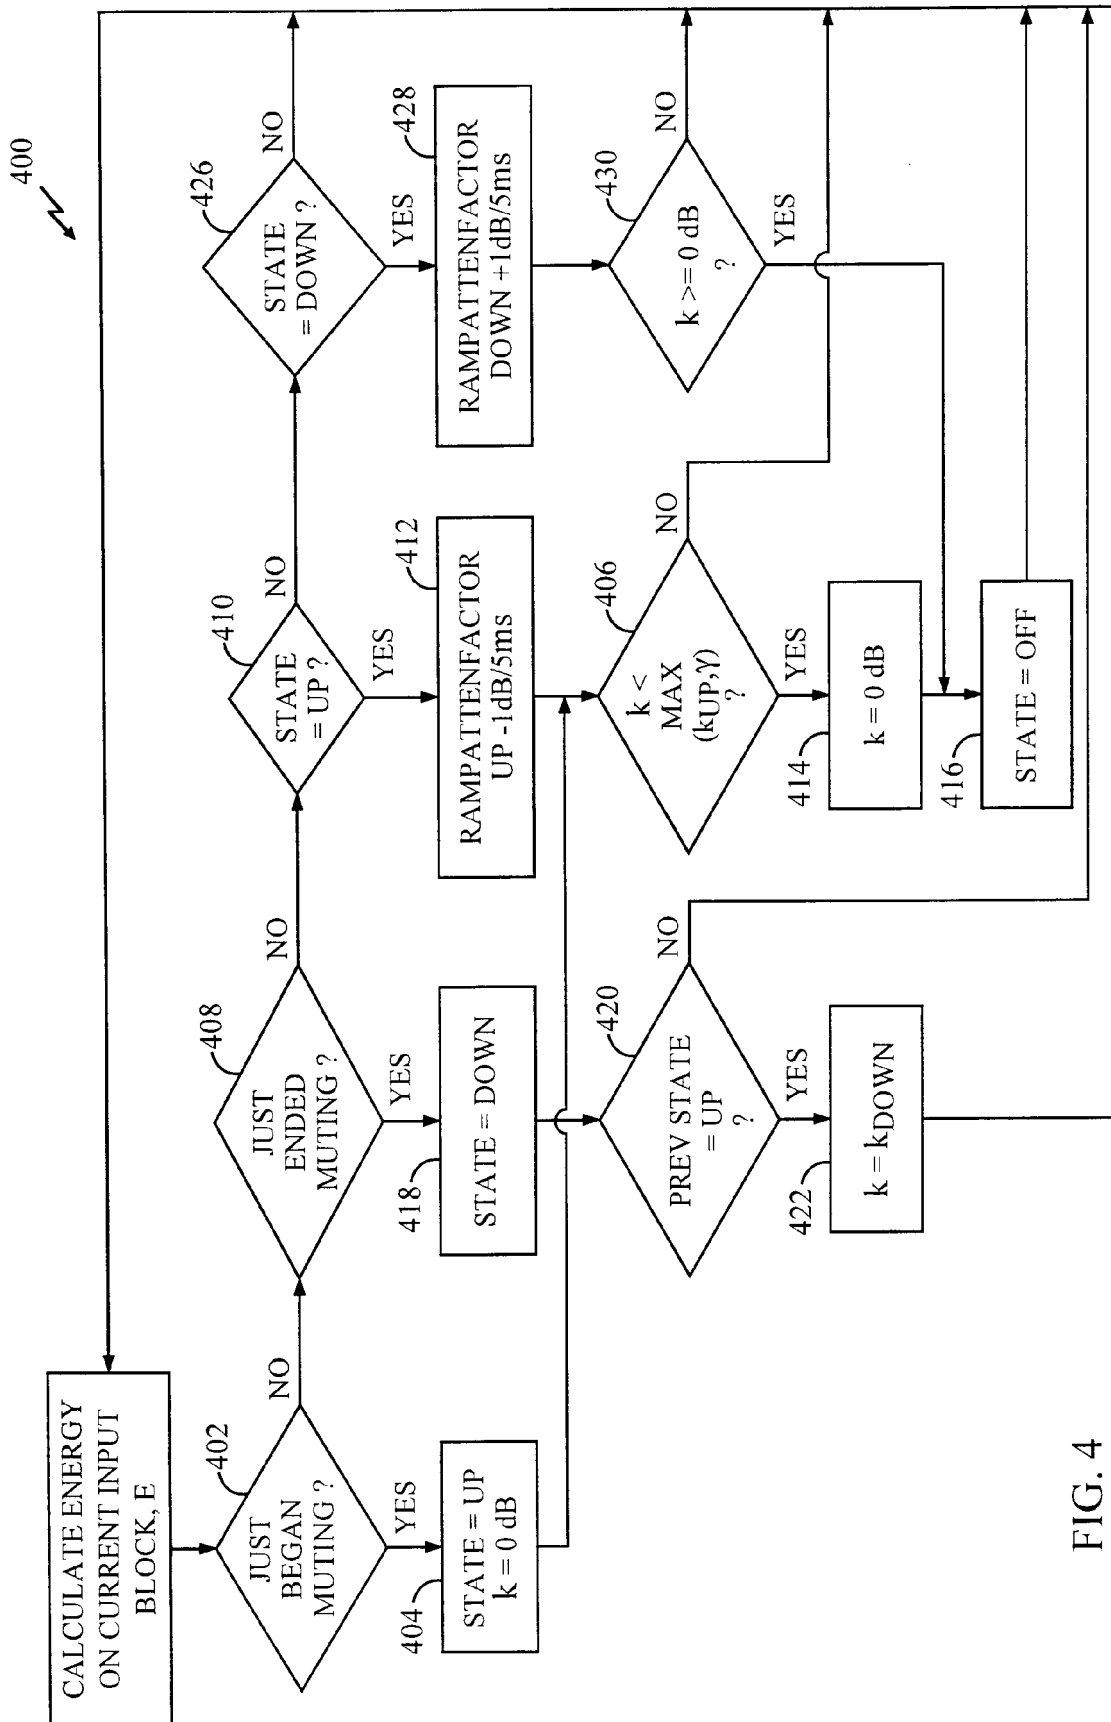 400
CALCULATE ENERGY
ON CURRENT INPUT
BLOCK, E
402
JUST
BEGAN
MUTING ?
NO
YES
404
STATE = UP
k = 0 dB
408
JUST
ENDED
MUTING ?
NO
YES
418
STATE = DOWN
420
PREV STATE
= UP
?
NO
YES
422
k = kDOWN
410
STATE
= UP ?
NO
YES
412
RAMPATTENFACTOR
UP -1dB/5ms
406
k <
MAX
(kUP,γ)
?
NO
YES
414
k = 0 dB
416
STATE = OFF
426
STATE
= DOWN ?
NO
YES
428
RAMPATTENFACTOR
DOWN +1dB/5ms
430
k >= 0 dB
?
NO
YES
FIG. 4